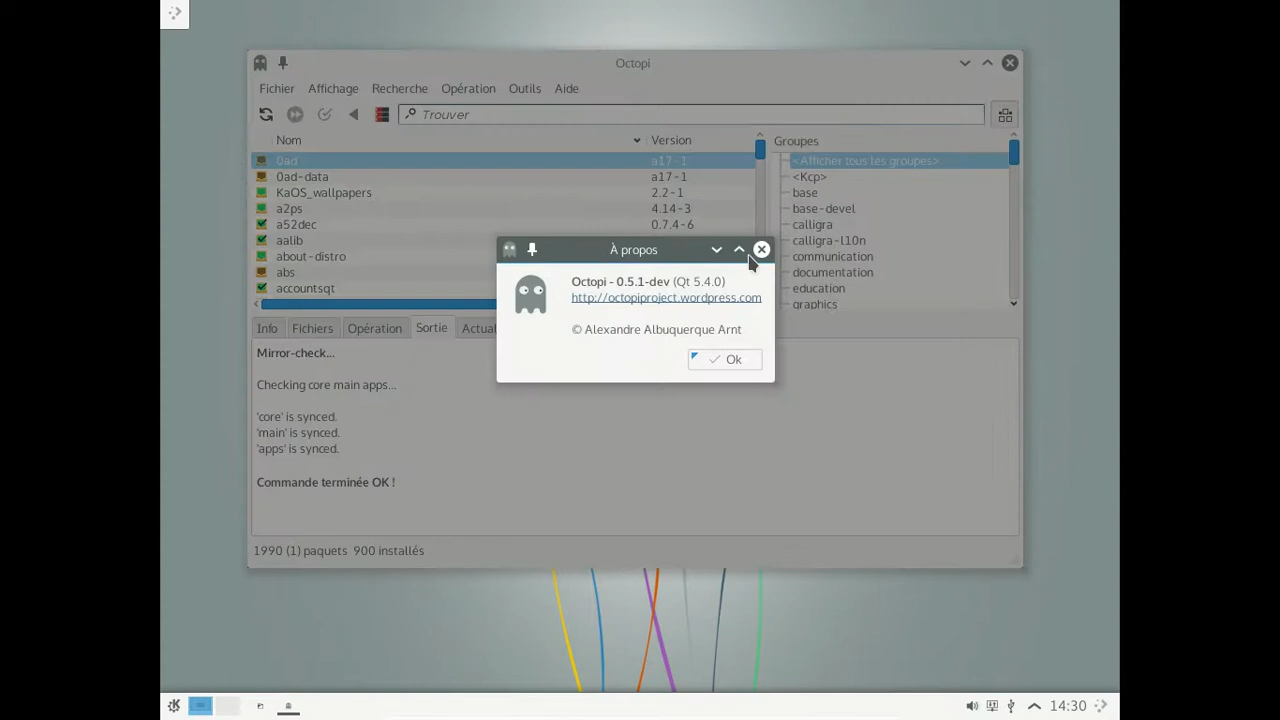 Octopi
Fichier Affichage Recherche Opération Outils Aide
Trouver
Nom Version Groupes
0ad a17-1 <Afficher tous les groupes>
0ad-data a17-1 <Kcp>
KaOS_wallpapers 2.2-1 base
a2ps 4.14-3 base-devel
a52dec 0.7.4-6 calligra
aalib calligra-l10n
about-distro communication
abs documentation
accountsqt education
graphics
À propos
Octopi - 0.5.1-dev (Qt 5.4.0)
http://octopiproject.wordpress.com
© Alexandre Albuquerque Arnt
Ok
Info Fichiers Opération Sortie Actual
Mirror-check...
Checking core main apps...
'core' is synced.
'main' is synced.
'apps' is synced.
Commande terminée OK !
1990 (1) paquets 900 installés
14:30